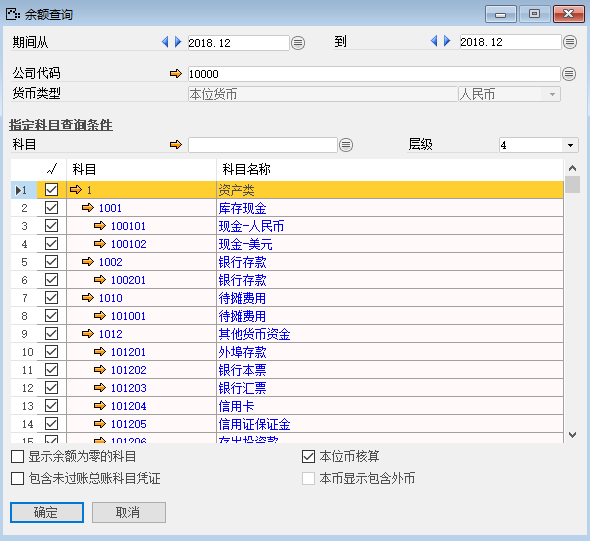 余额查询
期间从 2018.12 到 2018.12
公司代码 10000
货币类型 本位货币 人民币
指定科目查询条件
科目 层级 4
科目 科目名称
1 1 资产类
2 1001 库存现金
3 100101 现金-人民币
4 100102 现金-美元
5 1002 银行存款
6 100201 银行存款
7 1010 待摊费用
8 101001 待摊费用
9 1012 其他货币资金
10 101201 外埠存款
11 101202 银行本票
12 101203 银行汇票
13 101204 信用卡
14 101205 信用证保证金
15 101206 存出投资款
显示余额为零的科目 本位币核算
包含未过账总账科目凭证 本币显示包含外币
确定 取消